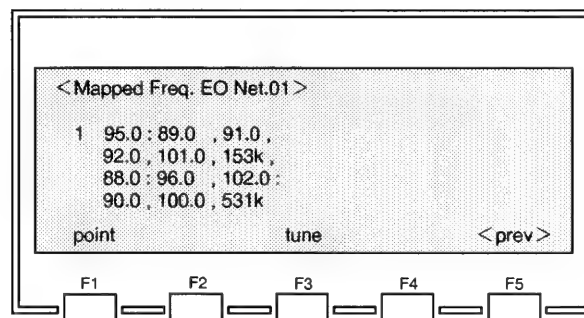 <Mapped Freq. EO Net.01>
1 95.0 : 89.0 , 91.0 ,
92.0 , 101.0 , 153k ,
88.0 : 96.0 , 102.0 :
90.0 , 100.0 , 531k
point tune <prev>
F1 F2 F3 F4 F5